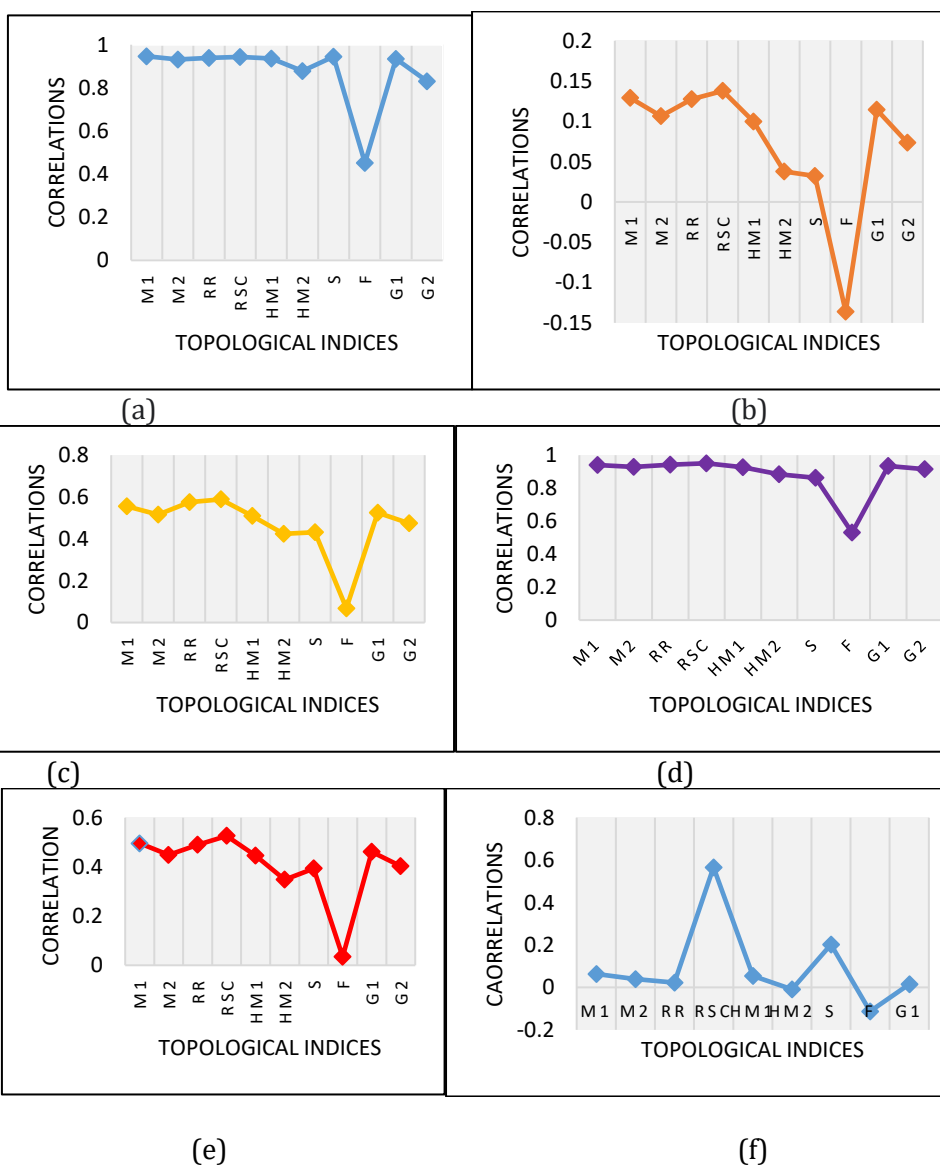 CORRELATIONS
1
0.8
0.6
0.4
0.2
0
M1 M2 RR RSC HM1 HM2 S F G1 G2
TOPOLOGICAL INDICES
(a)
CORRELATIONS
0.2
0.15
0.1
0.05
0
-0.05
-0.1
-0.15
M1 M2 RR RSC HM1 HM2 S F G1 G2
TOPOLOGICAL INDICES
(b)
CORRELATIONS
0.8
0.6
0.4
0.2
0
M1 M2 RR RSC HM1 HM2 S F G1 G2
TOPOLOGICAL INDICES
(c)
CORRELATIONS
1
0.8
0.6
0.4
0.2
0
M1 M2 RR RSC HM1 HM2 S F G1 G2
TOPOLOGICAL INDICES
(d)
CORRELATION
0.6
0.4
0.2
0
M1 M2 RR RSC HM1 HM2 S F G1 G2
TOPOLOGICAL INDICES
(e)
CAORRELATIONS
0.8
0.6
0.4
0.2
0
-0.2
M1 M2 RR RSC HM1 HM2 S F G1
TOPOLOGICAL INDICES
(f)